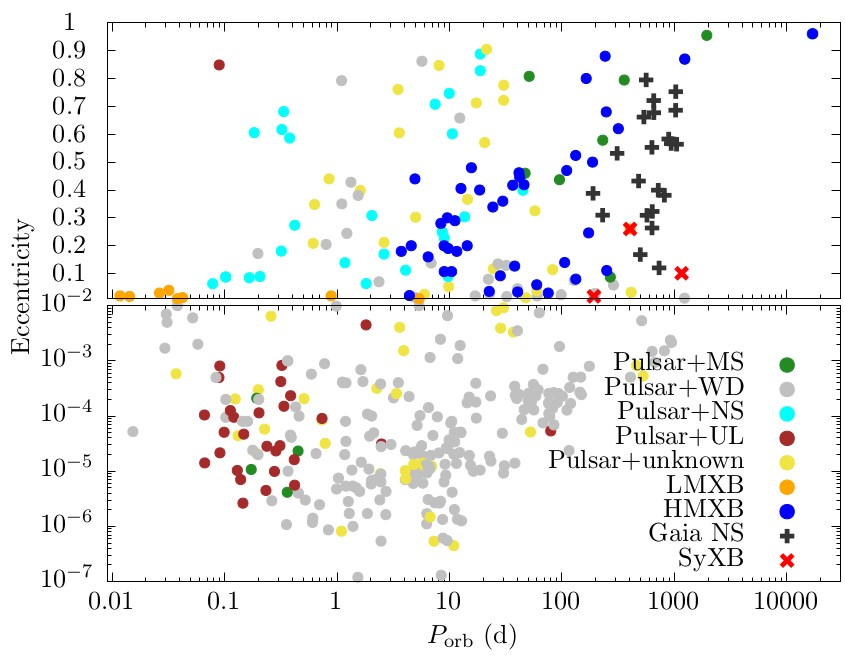 1
0.9
0.8
0.7
0.6
0.5
0.4
0.3
0.2
0.1
10⁻²
10⁻³
10⁻⁴
10⁻⁵
10⁻⁶
10⁻⁷
Eccentricity
Pulsar+MS
Pulsar+WD
Pulsar+NS
Pulsar+UL
Pulsar+unknown
LMXB
HMXB
Gaia NS
SyXB
0.01 0.1 1 10 100 1000 10000
P_orb (d)